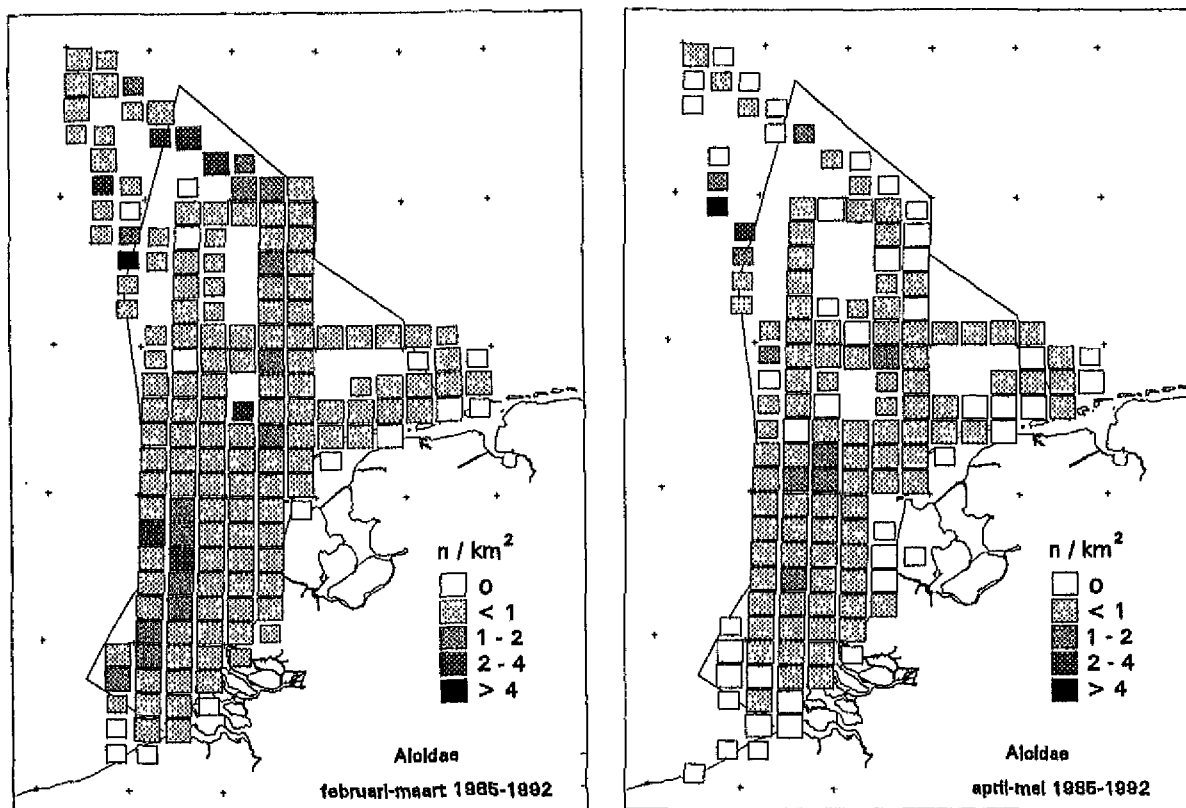 n / km²
0
< 1
1 - 2
2 - 4
> 4
Alcidae
februari-maart 1985-1992
n / km²
0
< 1
1 - 2
2 - 4
> 4
Alcidae
april-mei 1985-1992